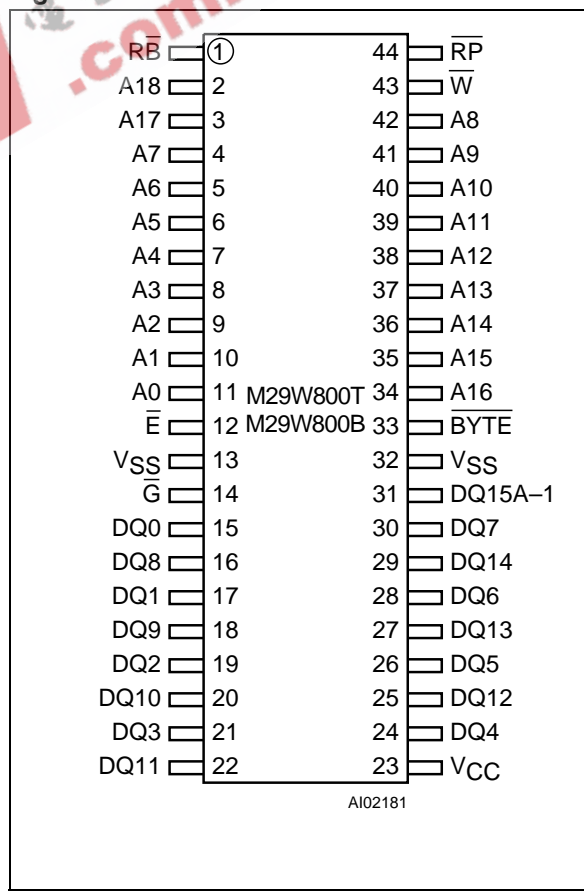 .com
RB 1 44 RP
A18 2 43 W
A17 3 42 A8
A7 4 41 A9
A6 5 40 A10
A5 6 39 A11
A4 7 38 A12
A3 8 37 A13
A2 9 36 A14
A1 10 35 A15
A0 11 M29W800T 34 A16
E 12 M29W800B 33 BYTE
VSS 13 32 VSS
G 14 31 DQ15A–1
DQ0 15 30 DQ7
DQ8 16 29 DQ14
DQ1 17 28 DQ6
DQ9 18 27 DQ13
DQ2 19 26 DQ5
DQ10 20 25 DQ12
DQ3 21 24 DQ4
DQ11 22 23 VCC
AI02181